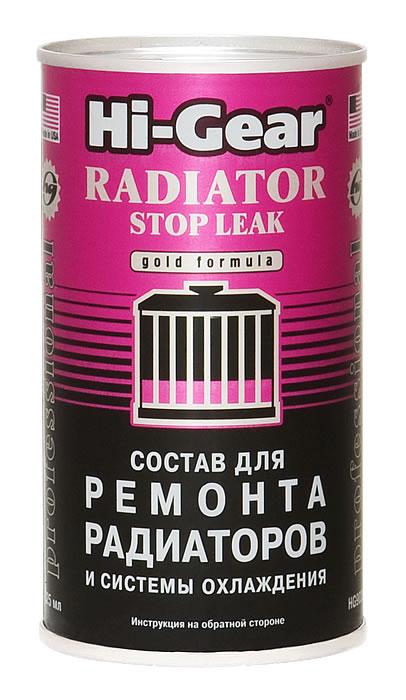 Hi-Gear®
RADIATOR
STOP LEAK
gold formula
СОСТАВ ДЛЯ
РЕМОНТА
РАДИАТОРОВ
И СИСТЕМЫ ОХЛАЖДЕНИЯ
Инструкция на обратной стороне
professional
professional